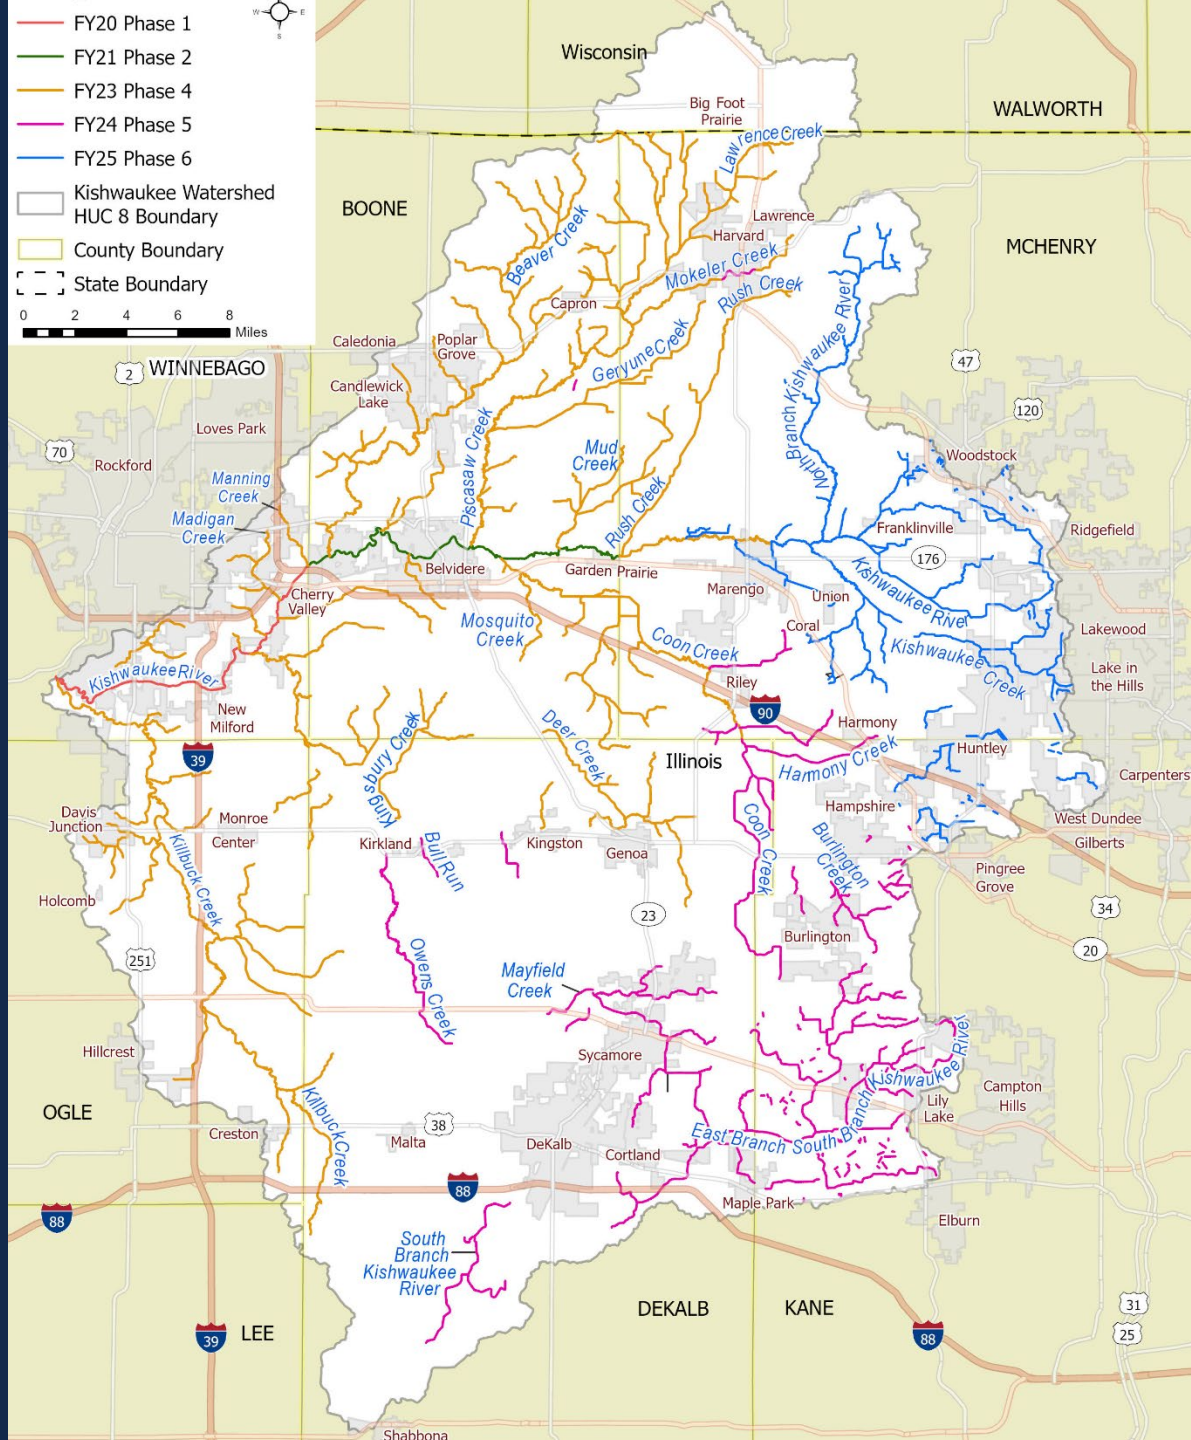 W E
S
FY20 Phase 1
FY21 Phase 2
FY23 Phase 4
FY24 Phase 5
FY25 Phase 6
Kishwaukee Watershed
HUC 8 Boundary
County Boundary
State Boundary
0 2 4 6 8
Miles
Wisconsin
Big Foot
Prairie
WALWORTH
Lawrence Creek
BOONE
Lawrence
Harvard
MCHENRY
Beaver Creek
Mokeler Creek
Rush Creek
Capron
North Branch Kishwaukee River
Caledonia
Poplar
Grove
Geryune Creek
2
WINNEBAGO
47
Candlewick
Lake
120
Loves Park
70
Rockford
Piscasaw Creek
Mud
Creek
Woodstock
Manning
Creek
Madigan
Creek
Rush Creek
Franklinville
Ridgefield
176
Belvidere
Garden Prairie
Marengo
Union
Kishwaukee Rive
Cherry
Valley
Mosquito
Creek
Coon Creek
Coral
Lakewood
Kishwaukee
Creek
Kishwaukee River
Riley
Lake in
the Hills
New
Milford
90
Deer Creek
Harmony
39
Kingsbury Creek
Illinois
Harmony Creek
Huntley
Carpenters
Davis
Junction
Monroe
Center
Hampshire
West Dundee
Gilberts
Killbuck Creek
Kirkland
Bull Run
Kingston
Genoa
Coon Creek
Burlington
Creek
Pingree
Grove
Holcomb
34
23
Burlington
20
251
Owens Creek
Mayfield
Creek
Hillcrest
Sycamore
Kishwaukee River
Campton
Hills
OGLE
Killbuck Creek
Lily
Lake
Creston
38
Malta
DeKalb
Cortland
East Branch South Branch
88
88
Maple Park
Elburn
South
Branch
Kishwaukee
River
DEKALB
KANE
31
25
39
LEE
88
Shabbona